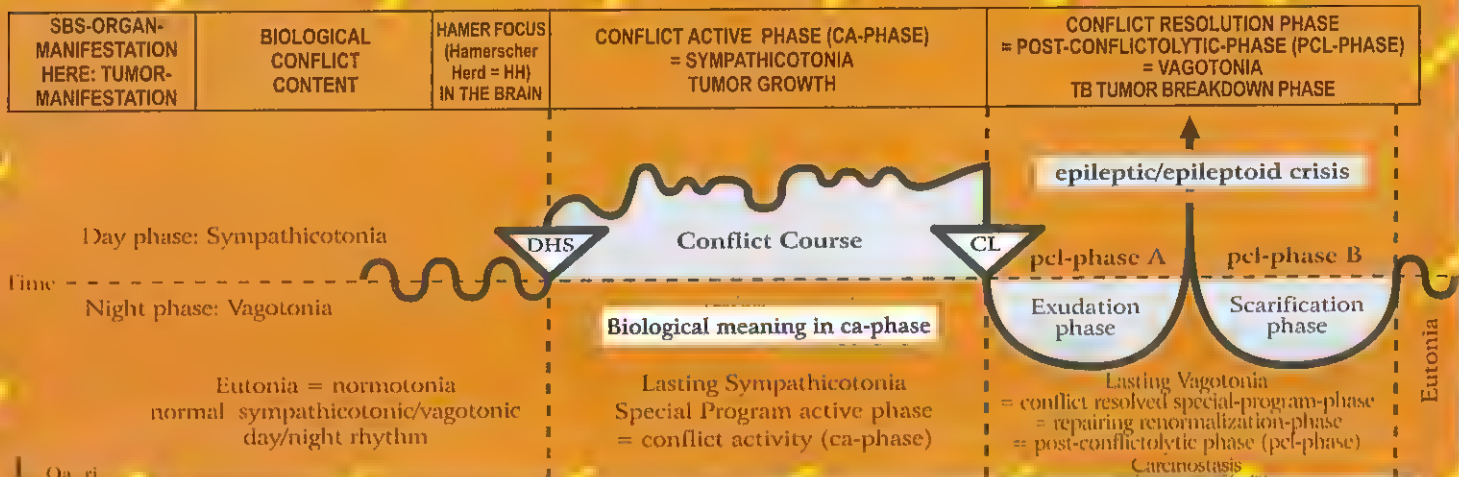 SBS-ORGAN-
MANIFESTATION
HERE: TUMOR-
MANIFESTATION
BIOLOGICAL
CONFLICT
CONTENT
HAMER FOCUS
(Hamerscher
Herd = HH)
IN THE BRAIN
CONFLICT ACTIVE PHASE (CA-PHASE)
= SYMPATHICOTONIA
TUMOR GROWTH
CONFLICT RESOLUTION PHASE
= POST-CONFLICTOLYTIC-PHASE (PCL-PHASE)
= VAGOTONIA
TB TUMOR BREAKDOWN PHASE
epileptic/epileptoid crisis
Day phase: Sympathicotonia
DHS
Conflict Course
CL
pcl-phase A
pcl-phase B
Time
Night phase: Vagotonia
Biological meaning in ca-phase
Exudation
phase
Scarification
phase
Eutonia
Eutonia = normotonia
normal sympathicotonic/vagotonic
day/night rhythm
Lasting Sympathicotonia
Special Program active phase
= conflict activity (ca-phase)
Lasting Vagotonia
= conflict resolved special-program-phase
= repairing renormalization-phase
= post-conflictolytic phase (pcl-phase)
Carcinostasis